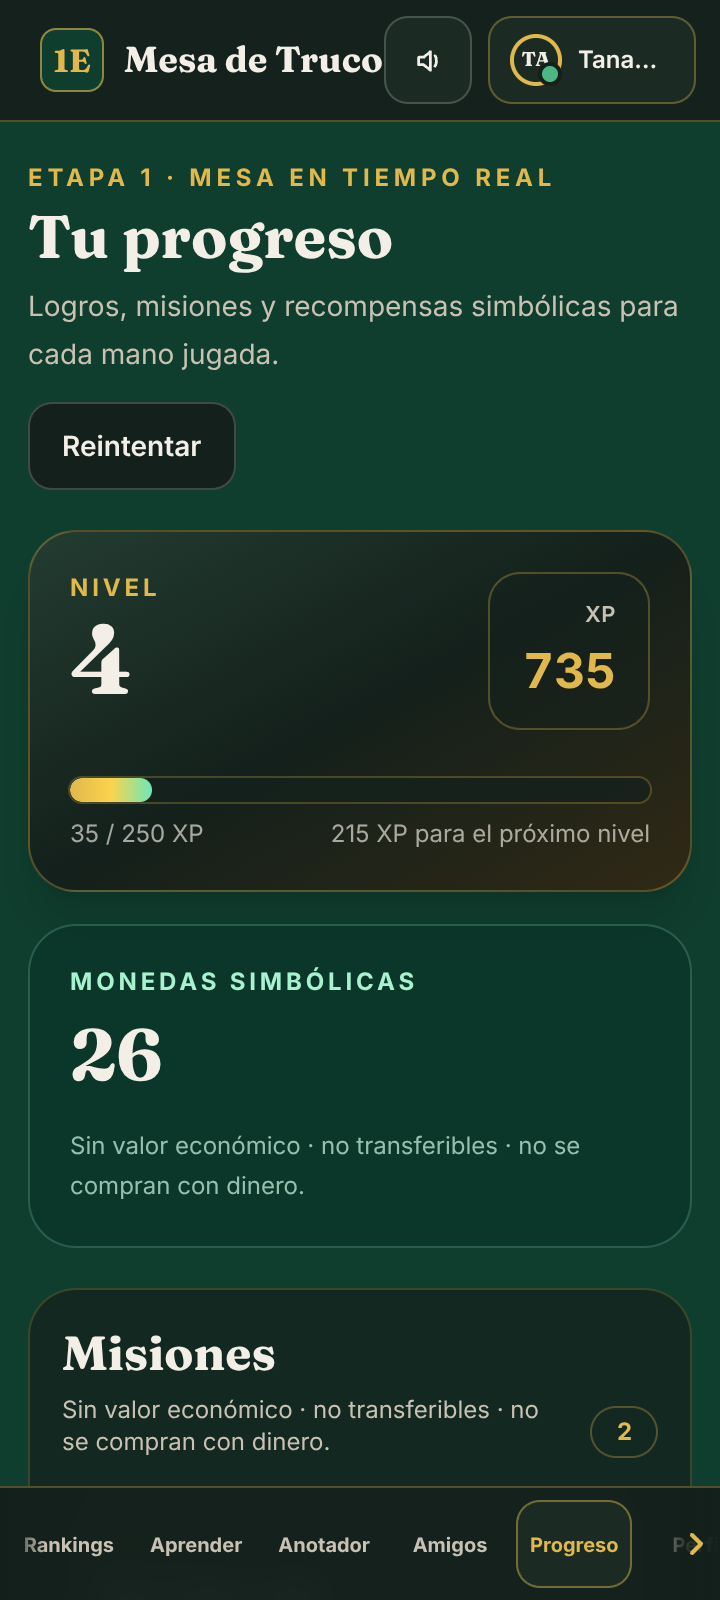 1E
Mesa de Truco
TA
Tana...
ETAPA 1 · MESA EN TIEMPO REAL
Tu progreso
Logros, misiones y recompensas simbólicas para
cada mano jugada.
Reintentar
NIVEL
4
XP
735
35 / 250 XP
215 XP para el próximo nivel
MONEDAS SIMBÓLICAS
26
Sin valor económico · no transferibles · no se
compran con dinero.
Misiones
Sin valor económico · no transferibles · no
se compran con dinero.
2
Rankings
Aprender
Anotador
Amigos
Progreso